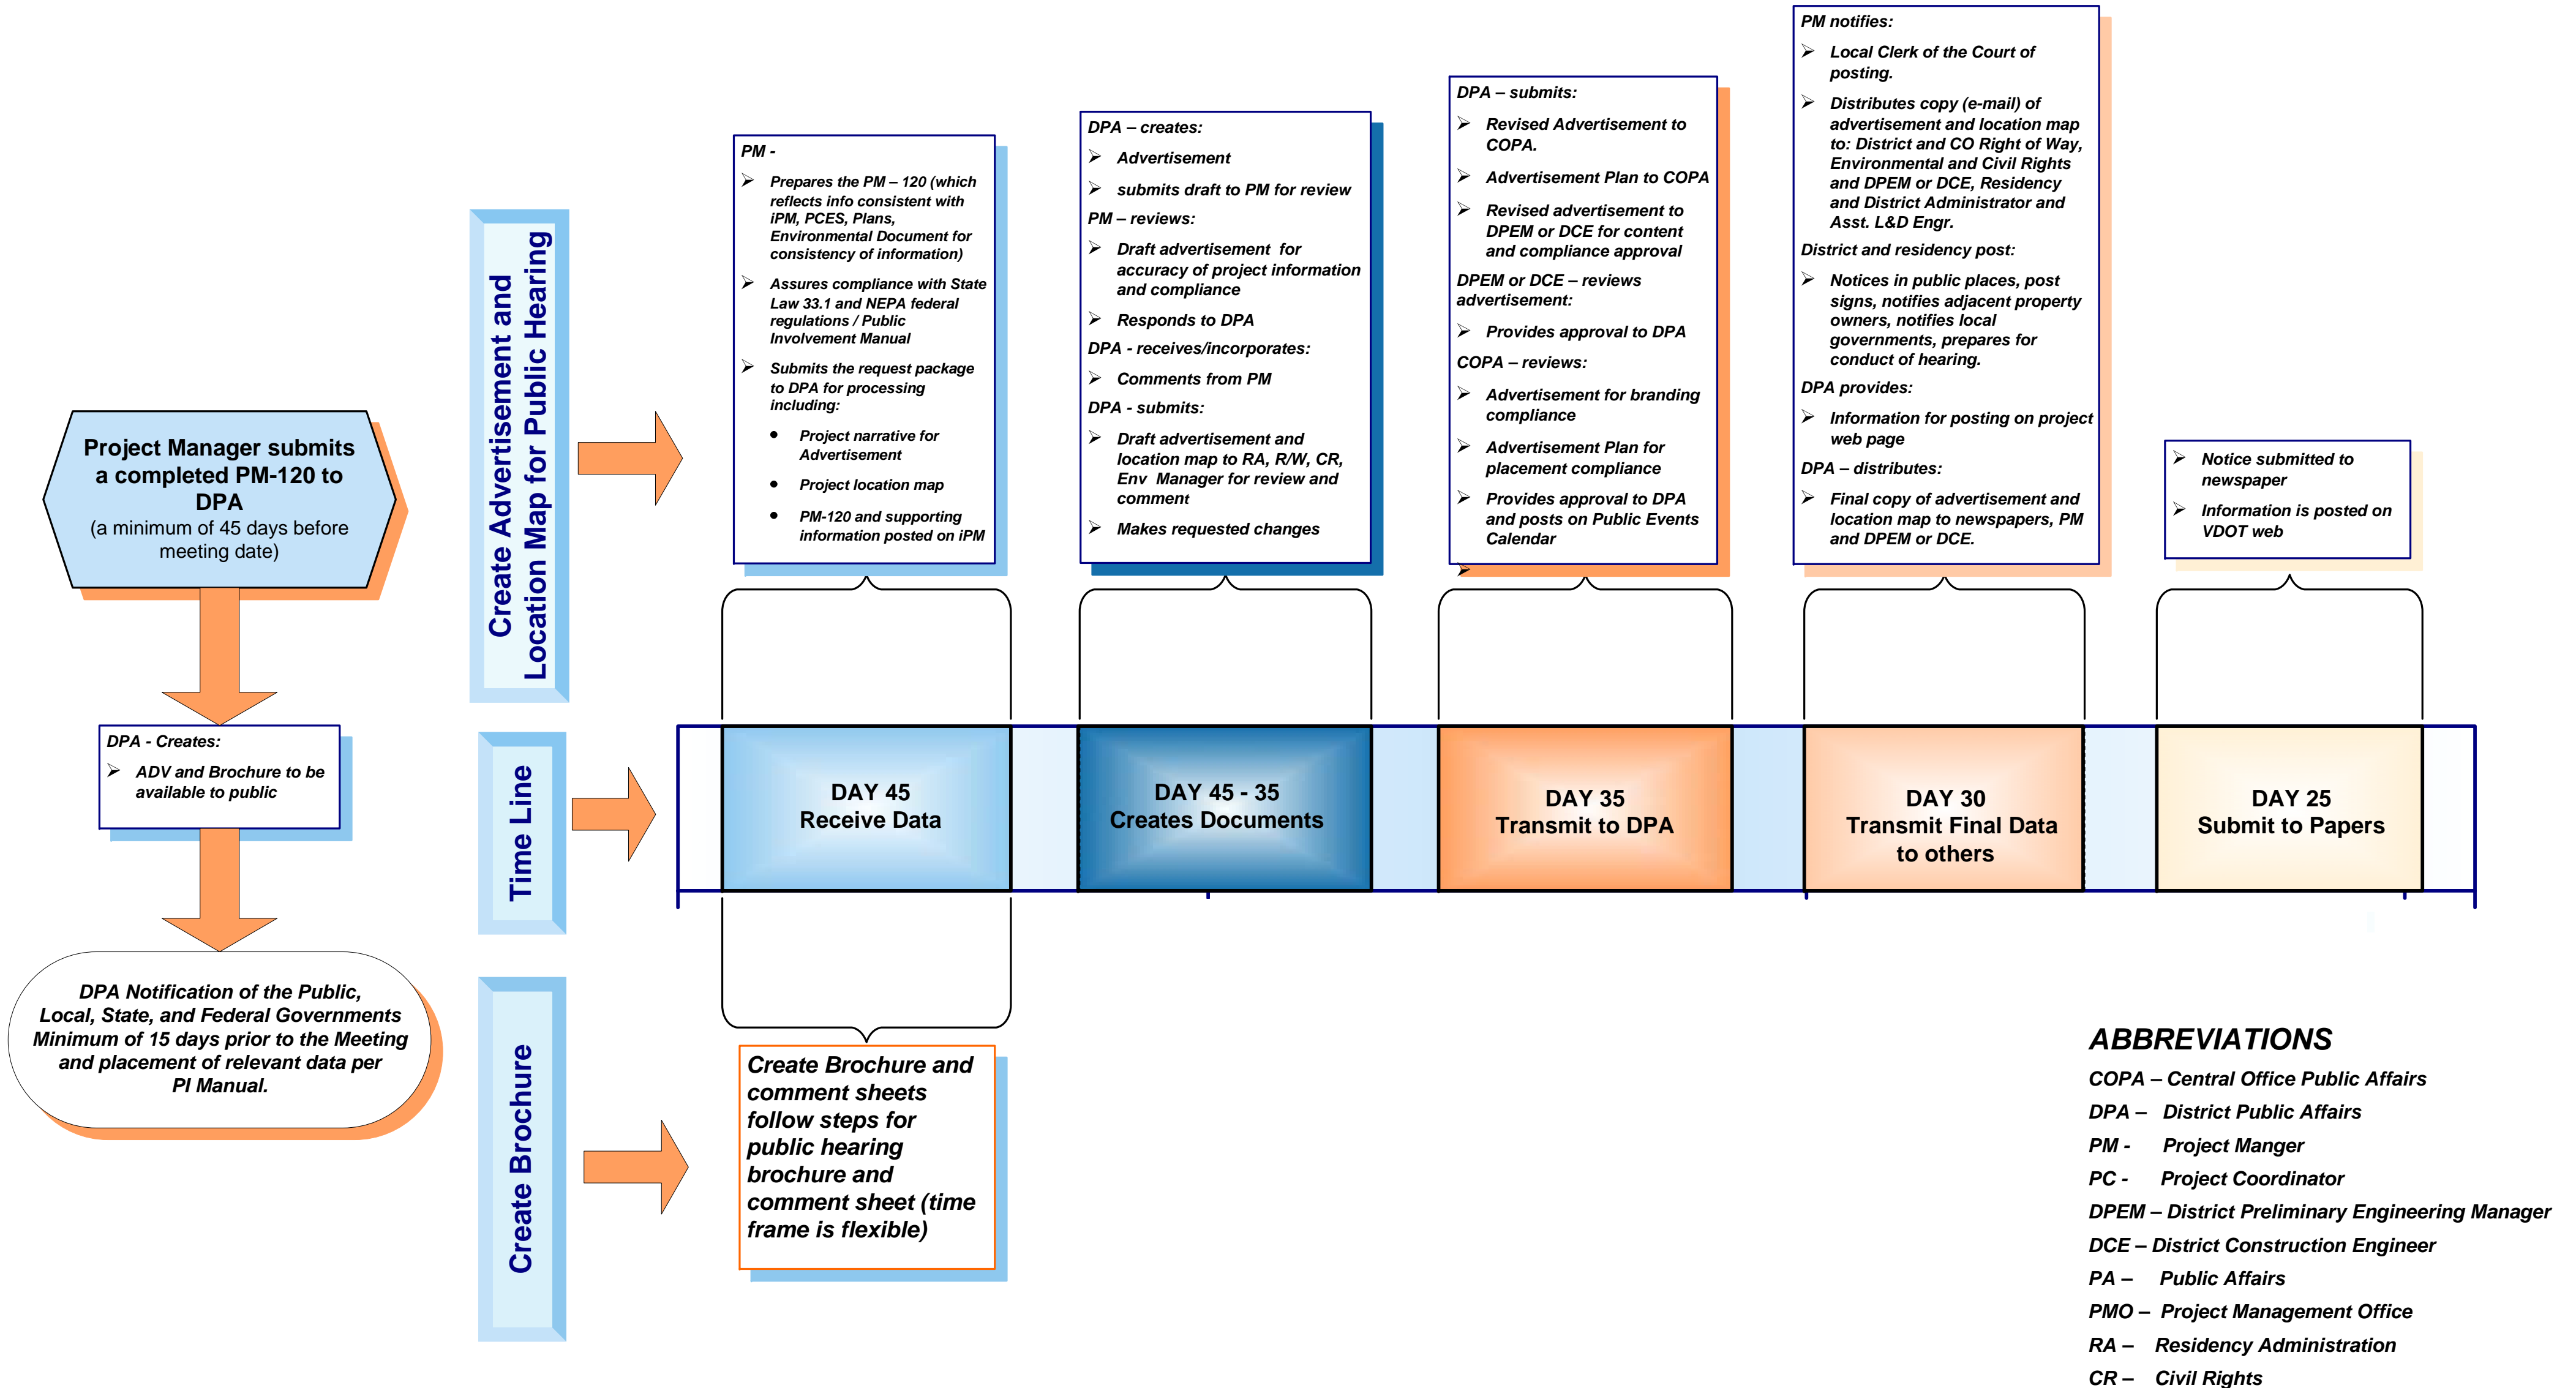 Project Manager submits
a completed PM-120 to
DPA
(a minimum of 45 days before
meeting date)
DPA - Creates:
➢ ADV and Brochure to be
available to public
DPA Notification of the Public,
Local, State, and Federal Governments
Minimum of 15 days prior to the Meeting
and placement of relevant data per
PI Manual.
Create Advertisement and
Location Map for Public Hearing
PM -
➢ Prepares the PM – 120 (which
reflects info consistent with
iPM, PCES, Plans,
Environmental Document for
consistency of information)
➢ Assures compliance with State
Law 33.1 and NEPA federal
regulations / Public
Involvement Manual
➢ Submits the request package
to DPA for processing
including:
• Project narrative for
Advertisement
• Project location map
• PM-120 and supporting
information posted on iPM
DPA – creates:
➢ Advertisement
➢ submits draft to PM for review
PM – reviews:
➢ Draft advertisement for
accuracy of project information
and compliance
➢ Responds to DPA
DPA - receives/incorporates:
➢ Comments from PM
DPA - submits:
➢ Draft advertisement and
location map to RA, R/W, CR,
Env Manager for review and
comment
➢ Makes requested changes
DPA – submits:
➢ Revised Advertisement to
COPA.
➢ Advertisement Plan to COPA
➢ Revised advertisement to
DPEM or DCE for content
and compliance approval
DPEM or DCE – reviews
advertisement:
➢ Provides approval to DPA
COPA – reviews:
➢ Advertisement for branding
compliance
➢ Advertisement Plan for
placement compliance
➢ Provides approval to DPA
and posts on Public Events
Calendar
➢
PM notifies:
➢ Local Clerk of the Court of
posting.
➢ Distributes copy (e-mail) of
advertisement and location map
to: District and CO Right of Way,
Environmental and Civil Rights
and DPEM or DCE, Residency
and District Administrator and
Asst. L&D Engr.
District and residency post:
➢ Notices in public places, post
signs, notifies adjacent property
owners, notifies local
governments, prepares for
conduct of hearing.
DPA provides:
➢ Information for posting on project
web page
DPA – distributes:
➢ Final copy of advertisement and
location map to newspapers, PM
and DPEM or DCE.
➢ Notice submitted to
newspaper
➢ Information is posted on
VDOT web
Time Line
DAY 45
Receive Data
DAY 45 - 35
Creates Documents
DAY 35
Transmit to DPA
DAY 30
Transmit Final Data
to others
DAY 25
Submit to Papers
Create Brochure
Create Brochure and
comment sheets
follow steps for
public hearing
brochure and
comment sheet (time
frame is flexible)
ABBREVIATIONS
COPA – Central Office Public Affairs
DPA – District Public Affairs
PM - Project Manger
PC - Project Coordinator
DPEM – District Preliminary Engineering Manager
DCE – District Construction Engineer
PA – Public Affairs
PMO – Project Management Office
RA – Residency Administration
CR – Civil Rights